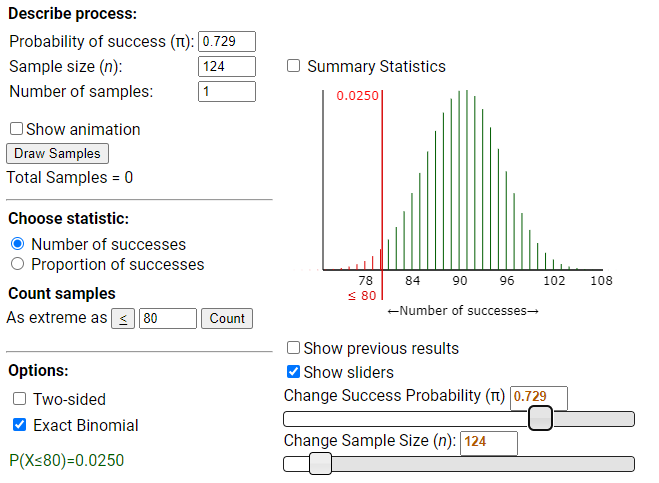 Describe process:
Probability of success (π): 0.729
Sample size (n): 124
Number of samples: 1
Show animation
Draw Samples
Total Samples = 0
Choose statistic:
Number of successes
Proportion of successes
Count samples
As extreme as ≤ 80 Count
Options:
Two-sided
Exact Binomial
P(X≤80)=0.0250
Summary Statistics
0.0250
78 84 90 96 102 108
≤ 80
←Number of successes→
Show previous results
Show sliders
Change Success Probability (π) 0.729
Change Sample Size (n): 124